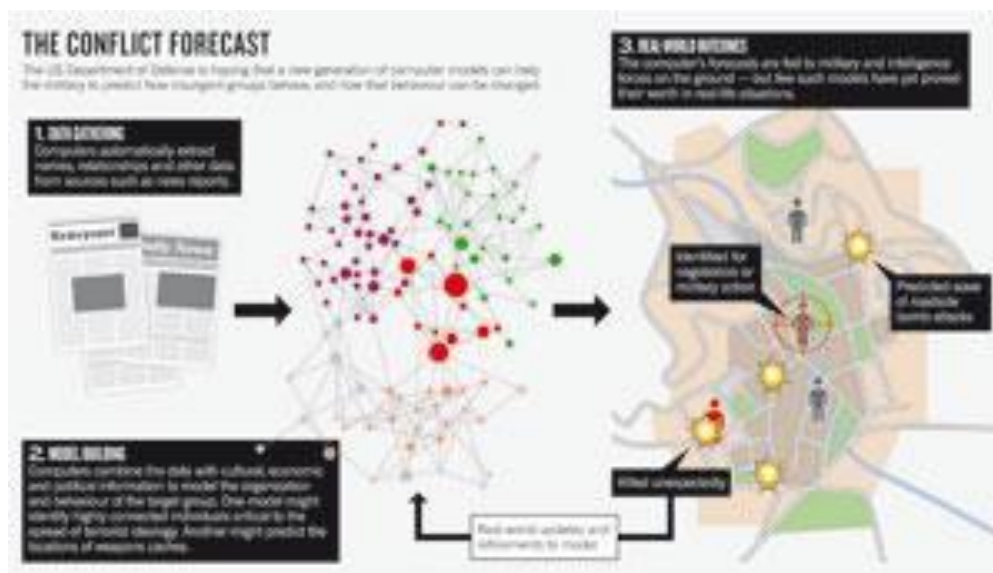 THE CONFLICT FORECAST
The US Department of Defense is hoping that a new generation of computer models can help
the military to predict how insurgent groups behave, and how that behaviour can be changed.
1. DATA GATHERING
Computers automatically extract
names, relationships and other data
from sources such as news reports.
2. MODEL BUILDING
Computers combine the data with cultural, economic
and political information to model the organization
and behaviour of the target group. One model might
identify highly connected individuals critical to the
spread of terrorist ideology. Another might predict the
locations of weapons caches.
3. REAL-WORLD OUTCOMES
The computer's forecasts are fed to military and intelligence
forces on the ground — but few such models have yet proved
their worth in real-life situations.
Identified for
negotiation or
military action
Predicted wave
of roadside
bomb attacks
Killed unexpectedly
Real-world updates and
refinements to model